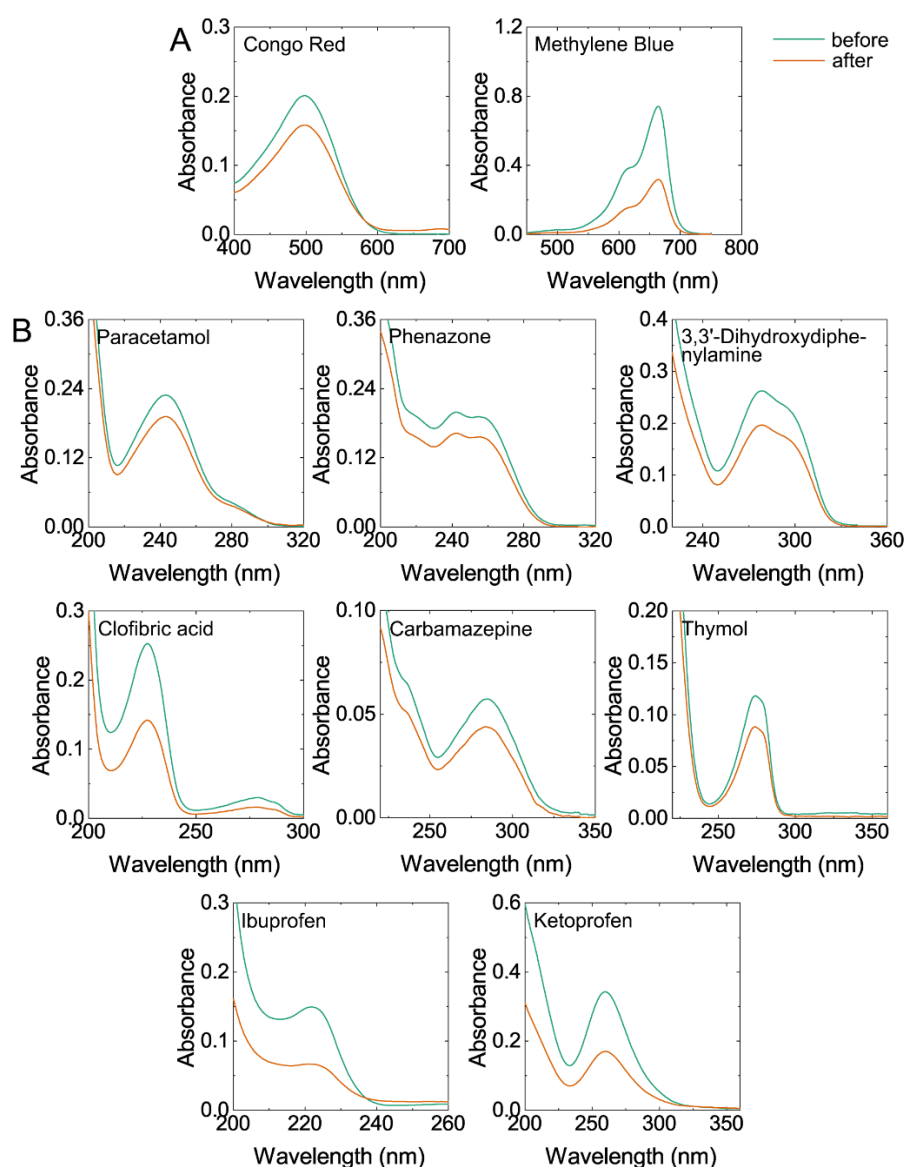 A
Congo Red
Methylene Blue
before
after
Absorbance
0.3
0.2
0.1
0.0
400 500 600 700
Wavelength (nm)
Absorbance
1.2
0.8
0.4
0.0
500 600 700 800
Wavelength (nm)
B
Paracetamol
Absorbance
0.36
0.24
0.12
0.00
200 240 280 320
Wavelength (nm)
Phenazone
Absorbance
0.36
0.24
0.12
0.00
200 240 280 320
Wavelength (nm)
3,3'-Dihydroxydiphe-
nylamine
Absorbance
0.4
0.3
0.2
0.1
0.0
240 300 360
Wavelength (nm)
Clofibric acid
Absorbance
0.3
0.2
0.1
0.0
200 250 300
Wavelength (nm)
Carbamazepine
Absorbance
0.10
0.05
0.00
250 300 350
Wavelength (nm)
Thymol
Absorbance
0.20
0.15
0.10
0.05
0.00
240 300 360
Wavelength (nm)
Ibuprofen
Absorbance
0.3
0.2
0.1
0.0
200 220 240 260
Wavelength (nm)
Ketoprofen
Absorbance
0.6
0.4
0.2
0.0
200 250 300 350
Wavelength (nm)